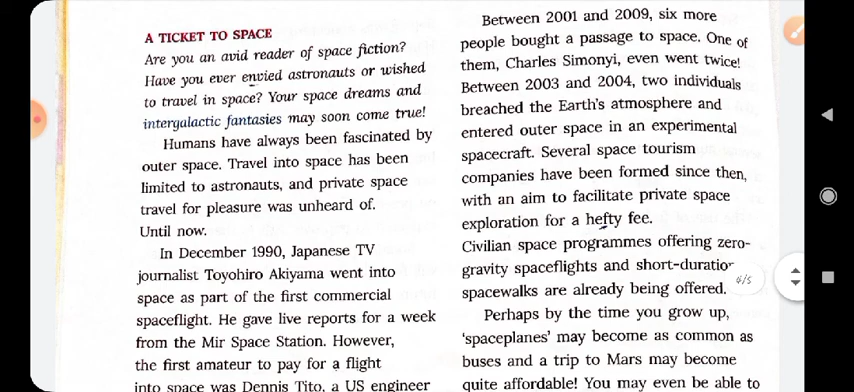 A TICKET TO SPACE
Are you an avid reader of space fiction?
Have you ever envied astronauts or wished
to travel in space? Your space dreams and
intergalactic fantasies may soon come true!
Humans have always been fascinated by
outer space. Travel into space has been
limited to astronauts, and private space
travel for pleasure was unheard of.
Until now.
In December 1990, Japanese TV
journalist Toyohiro Akiyama went into
space as part of the first commercial
spaceflight. He gave live reports for a week
from the Mir Space Station. However,
the first amateur to pay for a flight
into space was Dennis Tito, a US engineer
Between 2001 and 2009, six more
people bought a passage to space. One of
them, Charles Simonyi, even went twice!
Between 2003 and 2004, two individuals
breached the Earth's atmosphere and
entered outer space in an experimental
spacecraft. Several space tourism
companies have been formed since then,
with an aim to facilitate private space
exploration for a hefty fee.
Civilian space programmes offering zero-
gravity spaceflights and short-duration
spacewalks are already being offered.
4/5
Perhaps by the time you grow up,
'spaceplanes' may become as common as
buses and a trip to Mars may become
quite affordable! You may even be able to